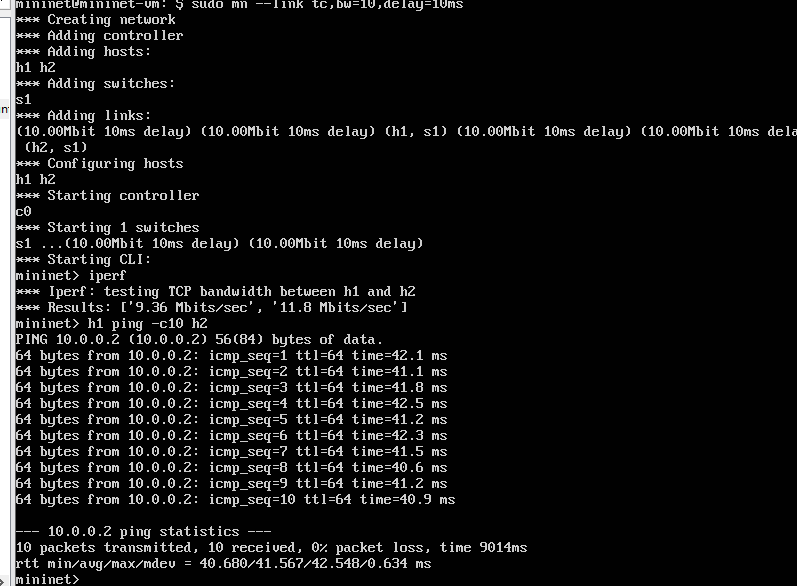 mininet@mininet-vm:~$ sudo mn --link tc,bw=10,delay=10ms
*** Creating network
*** Adding controller
*** Adding hosts:
h1 h2
*** Adding switches:
s1
*** Adding links:
(10.00Mbit 10ms delay) (10.00Mbit 10ms delay) (h1, s1) (10.00Mbit 10ms delay) (10.00Mbit 10ms dela
(h2, s1)
*** Configuring hosts
h1 h2
*** Starting controller
c0
*** Starting 1 switches
s1 ...(10.00Mbit 10ms delay) (10.00Mbit 10ms delay)
*** Starting CLI:
mininet> iperf
*** Iperf: testing TCP bandwidth between h1 and h2
*** Results: ['9.36 Mbits/sec', '11.8 Mbits/sec']
mininet> h1 ping -c10 h2
PING 10.0.0.2 (10.0.0.2) 56(84) bytes of data.
64 bytes from 10.0.0.2: icmp_seq=1 ttl=64 time=42.1 ms
64 bytes from 10.0.0.2: icmp_seq=2 ttl=64 time=41.1 ms
64 bytes from 10.0.0.2: icmp_seq=3 ttl=64 time=41.8 ms
64 bytes from 10.0.0.2: icmp_seq=4 ttl=64 time=42.5 ms
64 bytes from 10.0.0.2: icmp_seq=5 ttl=64 time=41.2 ms
64 bytes from 10.0.0.2: icmp_seq=6 ttl=64 time=42.3 ms
64 bytes from 10.0.0.2: icmp_seq=7 ttl=64 time=41.5 ms
64 bytes from 10.0.0.2: icmp_seq=8 ttl=64 time=40.6 ms
64 bytes from 10.0.0.2: icmp_seq=9 ttl=64 time=41.2 ms
64 bytes from 10.0.0.2: icmp_seq=10 ttl=64 time=40.9 ms
--- 10.0.0.2 ping statistics ---
10 packets transmitted, 10 received, 0% packet loss, time 9014ms
rtt min/avg/max/mdev = 40.680/41.567/42.548/0.634 ms
mininet>